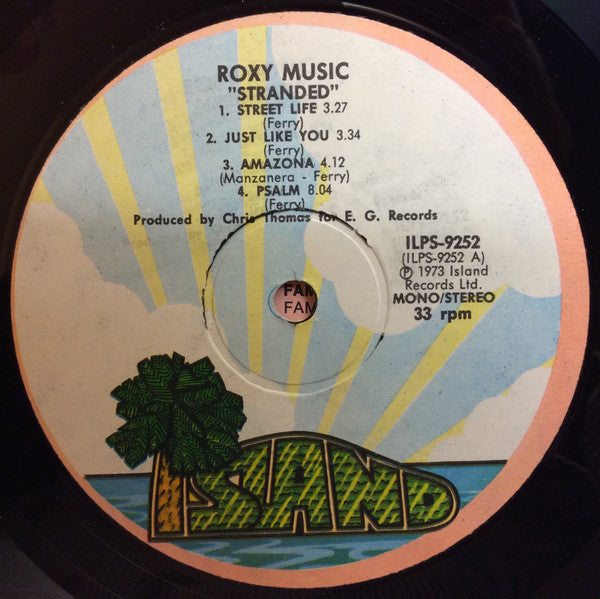 ROXY MUSIC
"STRANDED"
1. STREET LIFE 3.27
(Ferry)
2. JUST LIKE YOU 3.34
(Ferry)
3. AMAZONA 4.12
(Manzanera - Ferry)
4. PSALM 8.04
(Ferry)
Produced by Chris Thomas for E. G. Records
ILPS-9252
(ILPS-9252 A)
Ⓟ 1973 Island
Records Ltd.
MONO/STEREO
33 rpm
FAM
FAM
ISLAND